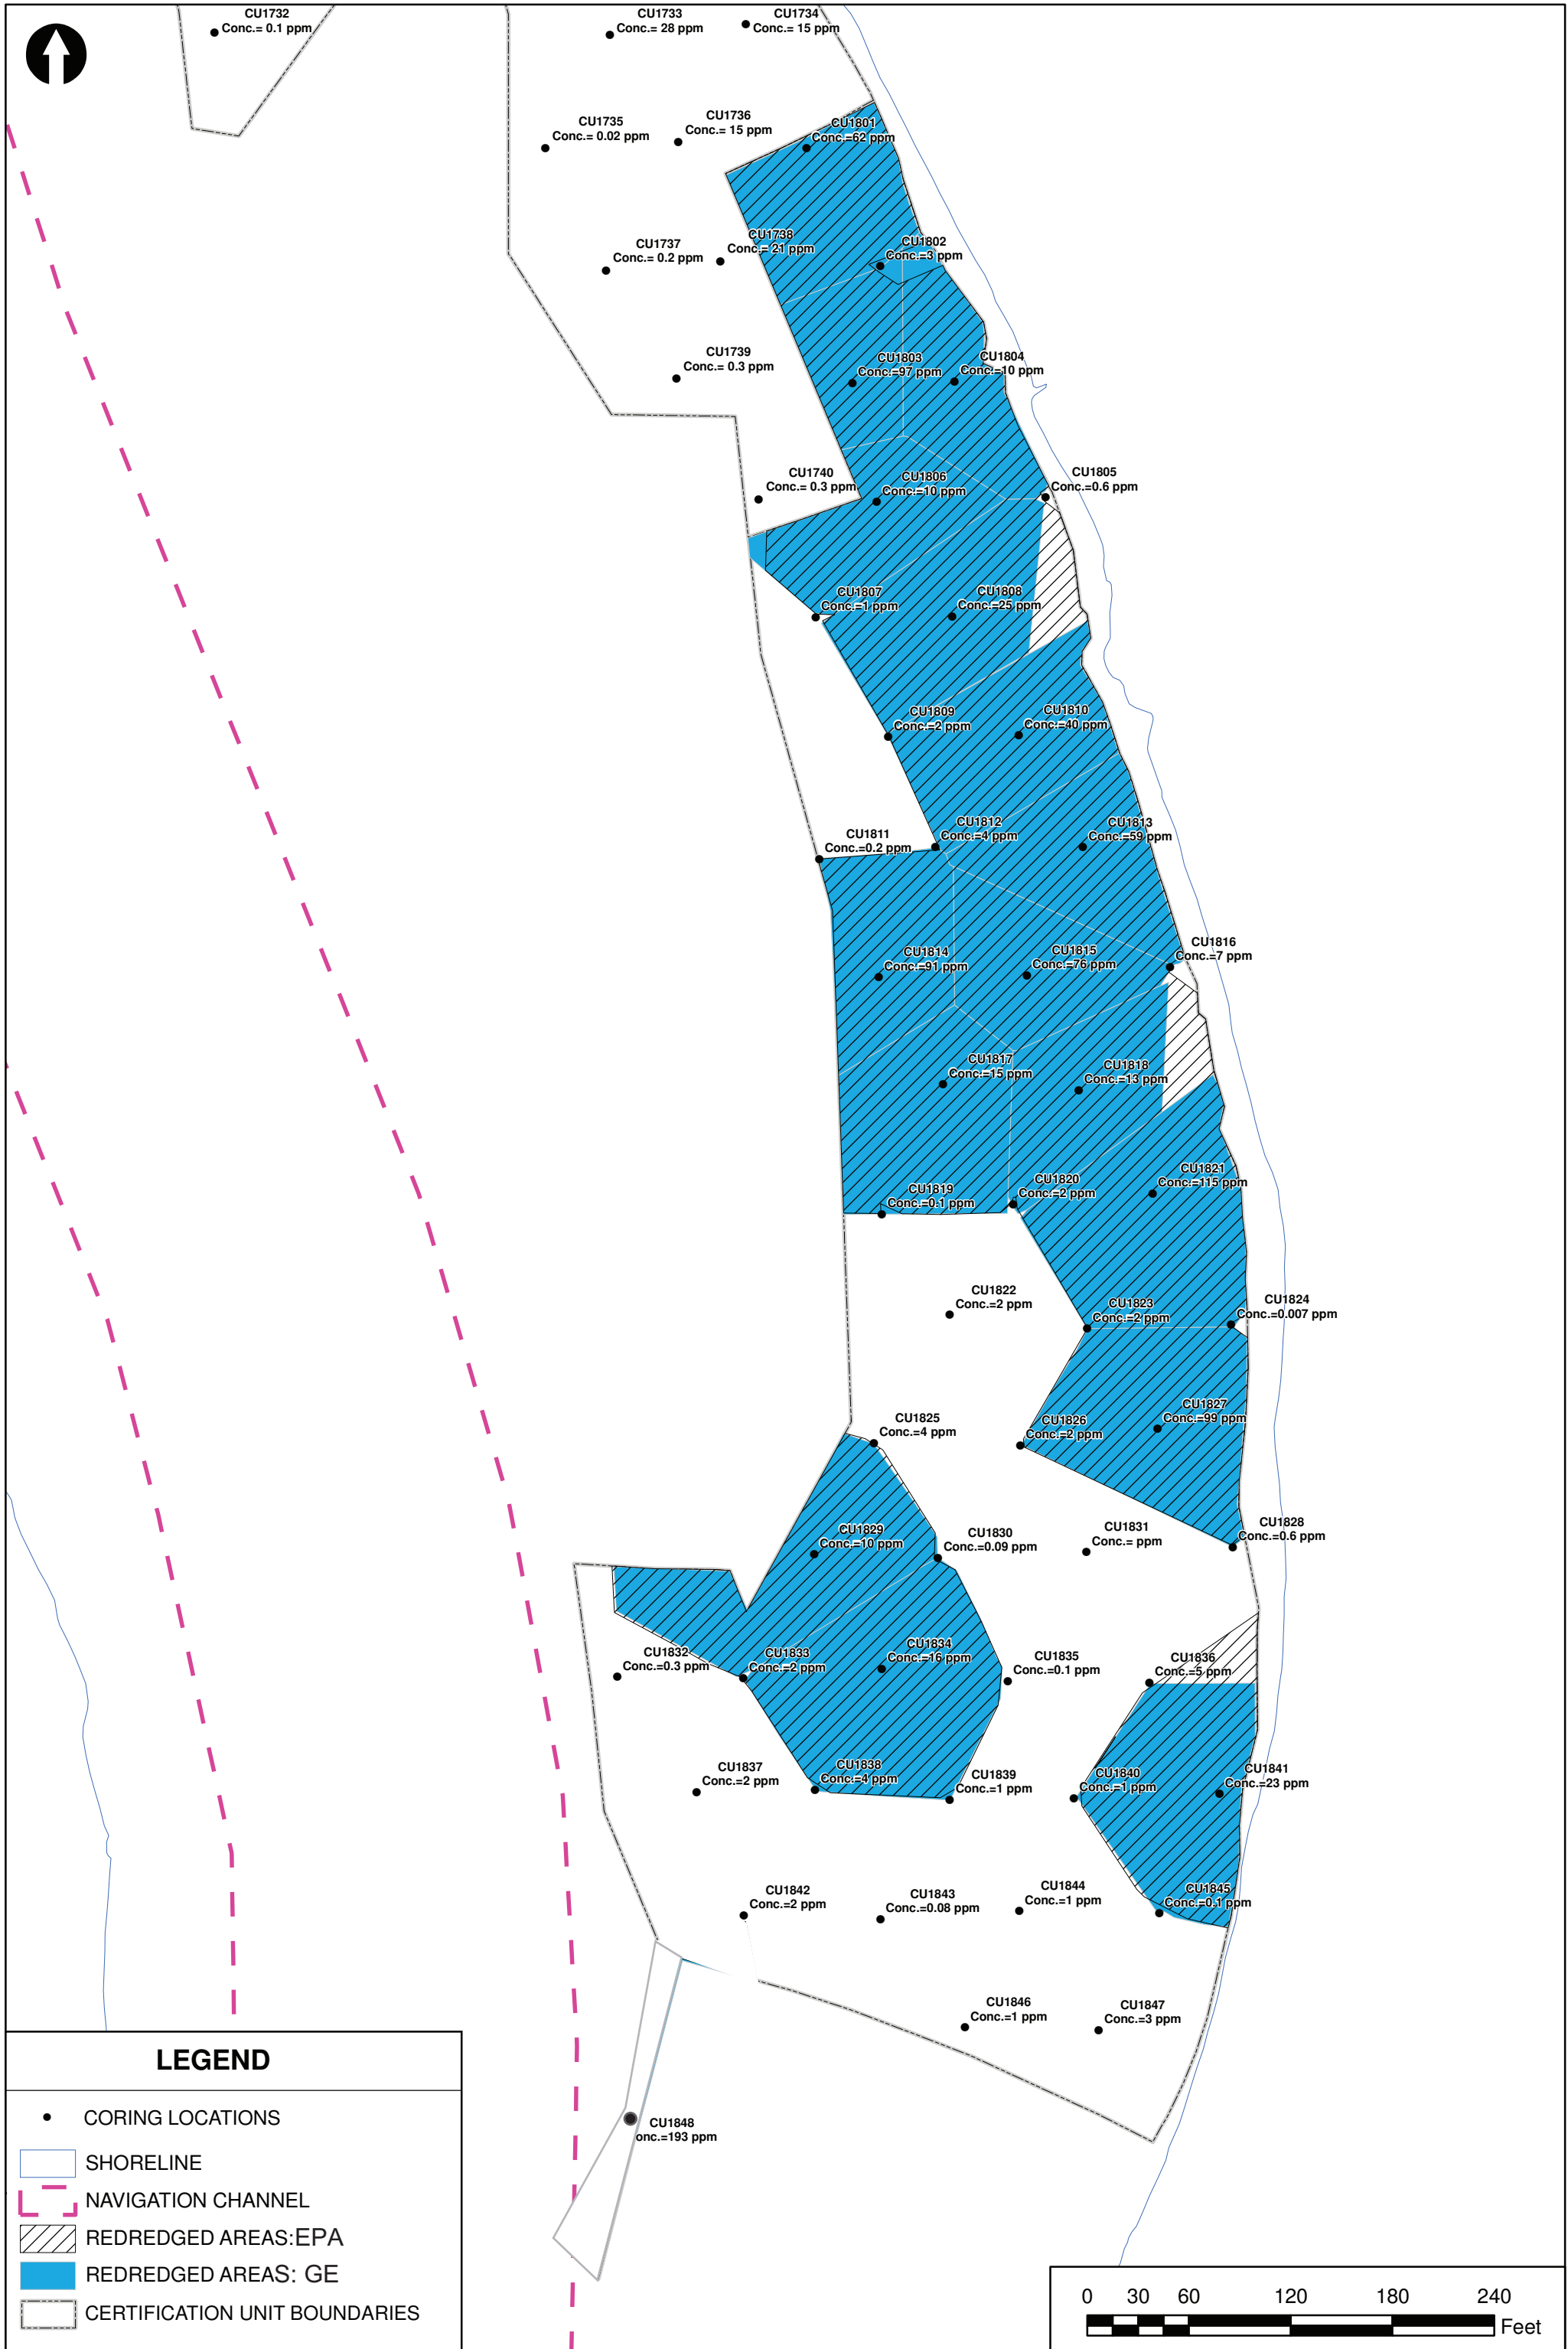 CU1732
Conc.= 0.1 ppm
CU1733
Conc.= 28 ppm
CU1734
Conc.= 15 ppm
CU1735
Conc.= 0.02 ppm
CU1736
Conc.= 15 ppm
CU1801
Conc.=62 ppm
CU1737
Conc.= 0.2 ppm
CU1738
Conc.= 21 ppm
CU1802
Conc.=3 ppm
CU1739
Conc.= 0.3 ppm
CU1803
Conc.=97 ppm
CU1804
Conc.=10 ppm
CU1740
Conc.= 0.3 ppm
CU1806
Conc.=10 ppm
CU1805
Conc.=0.6 ppm
CU1807
Conc.=1 ppm
CU1808
Conc.=25 ppm
CU1809
Conc.=2 ppm
CU1810
Conc.=40 ppm
CU1811
Conc.=0.2 ppm
CU1812
Conc.=4 ppm
CU1813
Conc.=59 ppm
CU1814
Conc.=91 ppm
CU1815
Conc.=76 ppm
CU1816
Conc.=7 ppm
CU1817
Conc.=15 ppm
CU1818
Conc.=13 ppm
CU1819
Conc.=0.1 ppm
CU1820
Conc.=2 ppm
CU1821
Conc.=115 ppm
CU1822
Conc.=2 ppm
CU1823
Conc.=2 ppm
CU1824
Conc.=0.007 ppm
CU1825
Conc.=4 ppm
CU1826
Conc.=2 ppm
CU1827
Conc.=99 ppm
CU1829
Conc.=10 ppm
CU1830
Conc.=0.09 ppm
CU1831
Conc.= ppm
CU1828
Conc.=0.6 ppm
CU1832
Conc.=0.3 ppm
CU1833
Conc.=2 ppm
CU1834
Conc.=16 ppm
CU1835
Conc.=0.1 ppm
CU1836
Conc.=5 ppm
CU1837
Conc.=2 ppm
CU1838
Conc.=4 ppm
CU1839
Conc.=1 ppm
CU1840
Conc.=1 ppm
CU1841
Conc.=23 ppm
CU1842
Conc.=2 ppm
CU1843
Conc.=0.08 ppm
CU1844
Conc.=1 ppm
CU1845
Conc.=0.1 ppm
CU1846
Conc.=1 ppm
CU1847
Conc.=3 ppm
CU1848
onc.=193 ppm
LEGEND
CORING LOCATIONS
SHORELINE
NAVIGATION CHANNEL
REDREDGED AREAS:EPA
REDREDGED AREAS: GE
CERTIFICATION UNIT BOUNDARIES
0 30 60 120 180 240
Feet